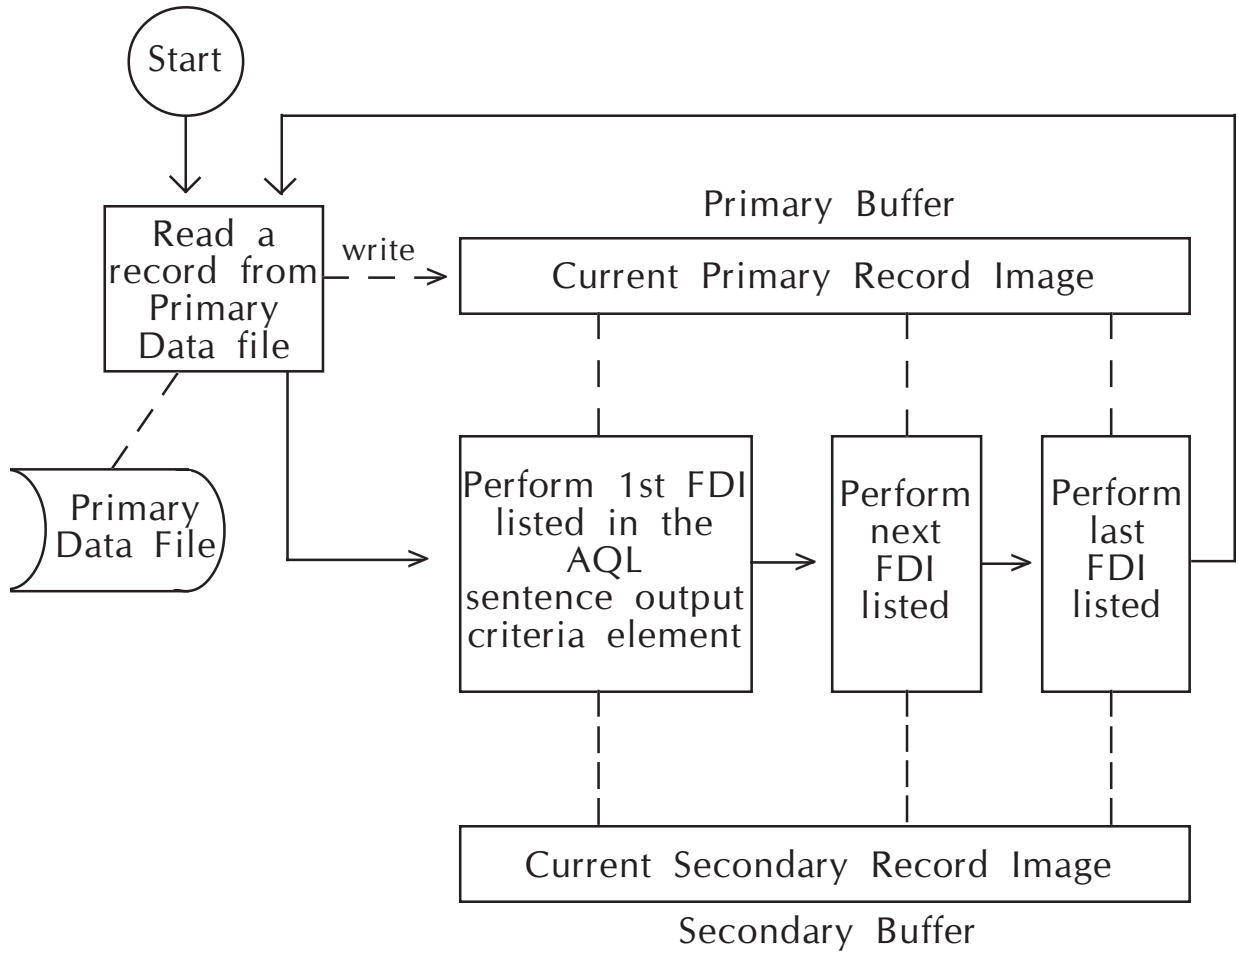 Start
Primary Buffer
Read a
record from
Primary
Data file
write
Current Primary Record Image
Primary
Data File
Perform 1st FDI
listed in the
AQL
sentence output
criteria element
Perform
next
FDI
listed
Perform
last
FDI
listed
Current Secondary Record Image
Secondary Buffer